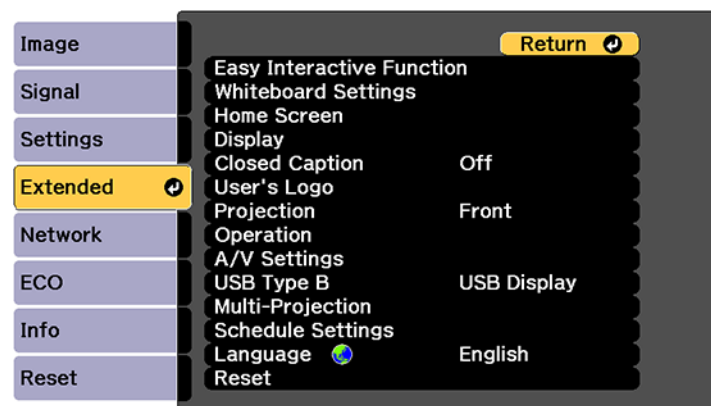 Image
Signal
Settings
Extended
Network
ECO
Info
Reset
Return
Easy Interactive Function
Whiteboard Settings
Home Screen
Display
Closed Caption Off
User's Logo
Projection Front
Operation
A/V Settings
USB Type B USB Display
Multi-Projection
Schedule Settings
Language English
Reset